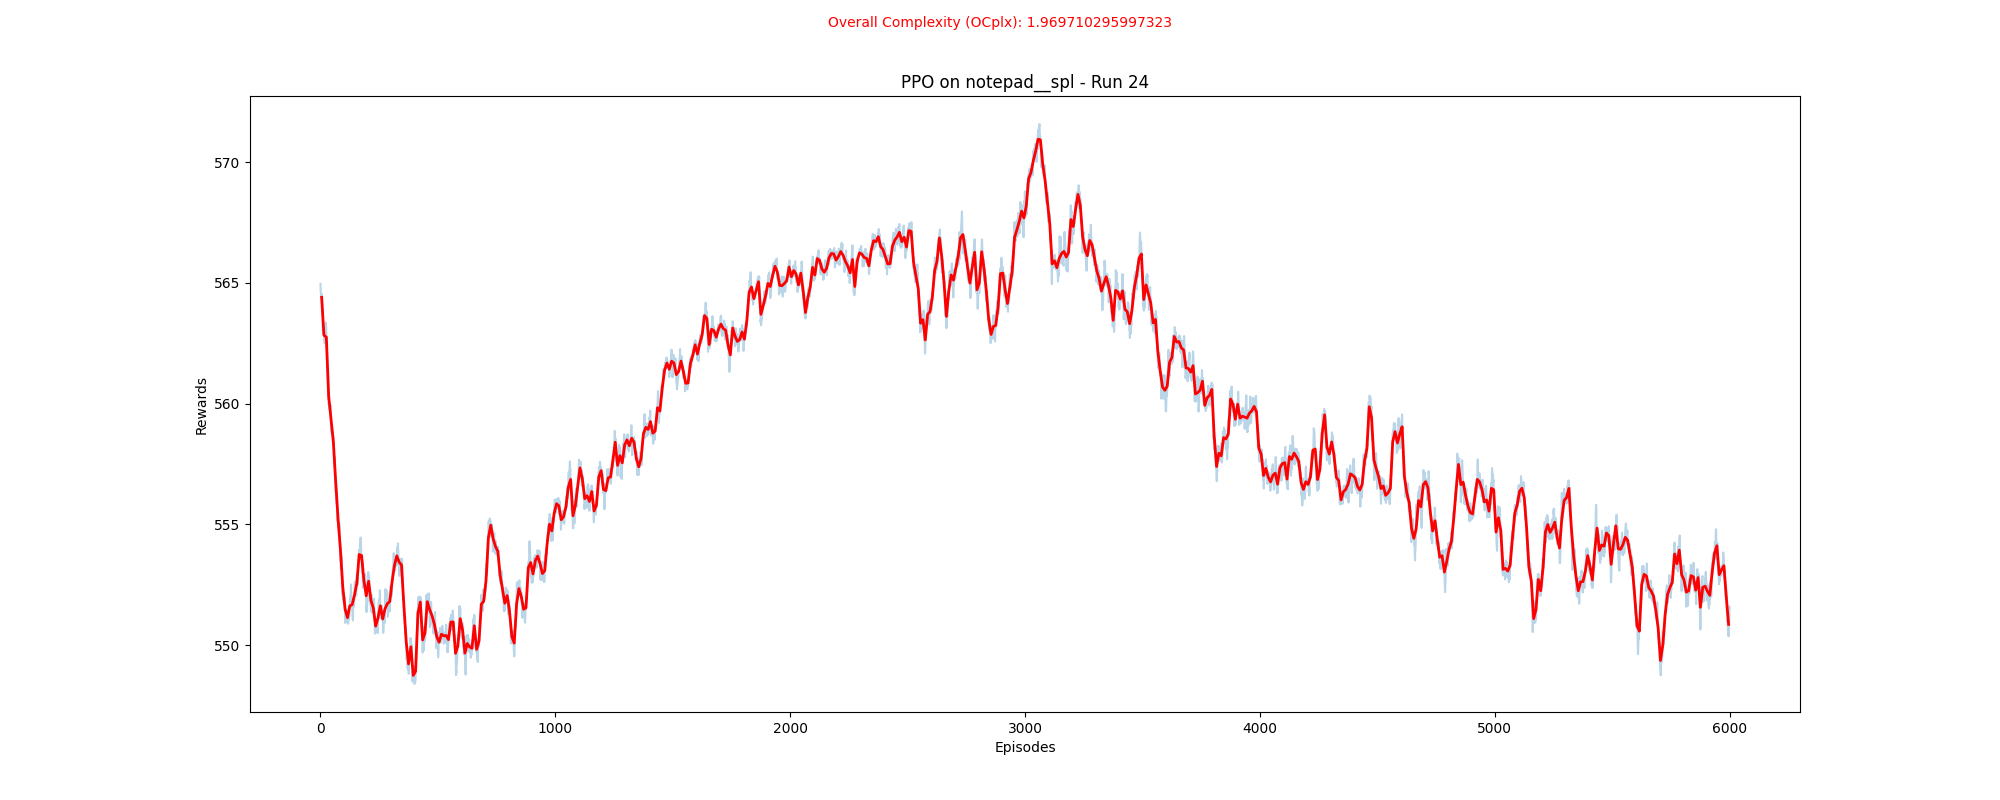 Overall Complexity (OCplx): 1.969710295997323
PPO on notepad__spl - Run 24
570
565
560
555
550
Rewards
0 1000 2000 3000 4000 5000 6000
Episodes